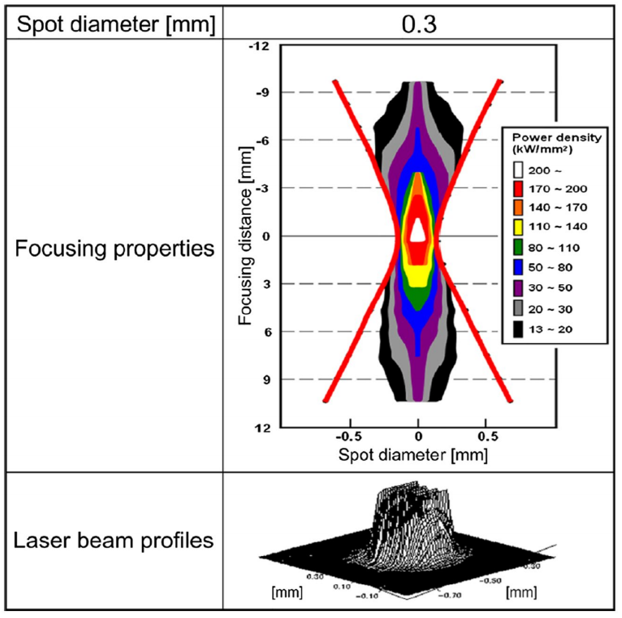 Spot diameter [mm]
0.3
Focusing properties
Focusing distance [mm]
-12
-9
-6
-3
0
3
6
9
12
-0.5
0
0.5
Spot diameter [mm]
Power density
(kW/mm²)
200 ~
170 ~ 200
140 ~ 170
110 ~ 140
80 ~ 110
50 ~ 80
30 ~ 50
20 ~ 30
13 ~ 20
Laser beam profiles
0.30
0.10
-0.10
[mm]
-0.70
-0.50
[mm]